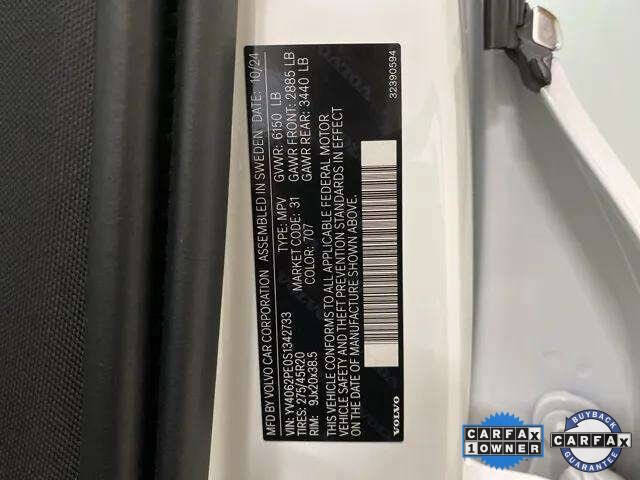 MFD BY VOLVO CAR CORPORATION ASSEMBLED IN SWEDEN DATE: 10/24
VIN: YV4062PE0S1342733 TYPE: MPV GVWR: 6150 LB
TIRES: 275/45R20 MARKET CODE: 31 GAWR FRONT: 2885 LB
RIM: 9Jx20x38.5 COLOR: 707 GAWR REAR: 3440 LB
THIS VEHICLE CONFORMS TO ALL APPLICABLE FEDERAL MOTOR
VEHICLE SAFETY AND THEFT PREVENTION STANDARDS IN EFFECT
ON THE DATE OF MANUFACTURE SHOWN ABOVE.
VOLVO 32390594
CARFAX
1 OWNER
BUYBACK
CARFAX
GUARANTEE